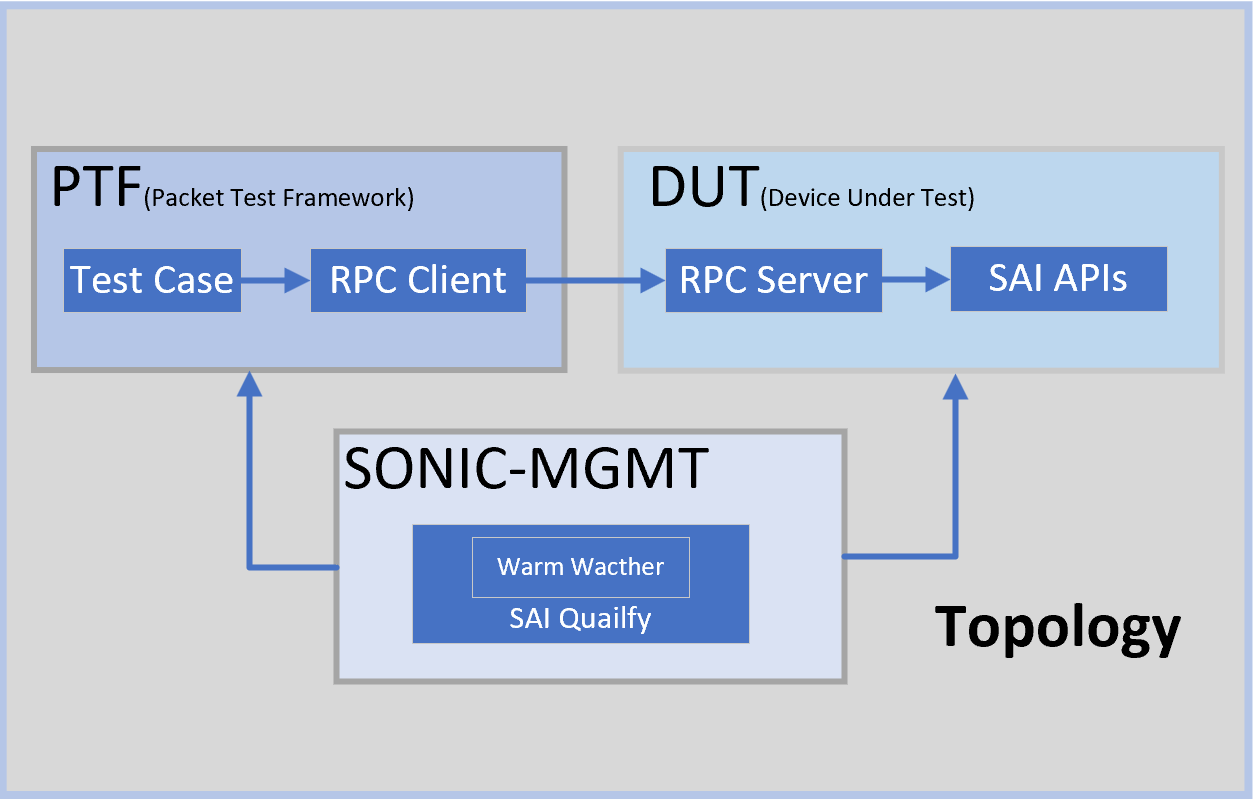 PTF(Packet Test Framework)
DUT(Device Under Test)
Test Case
RPC Client
RPC Server
SAI APIs
SONIC-MGMT
Warm Wacther
SAI Quailfy
Topology